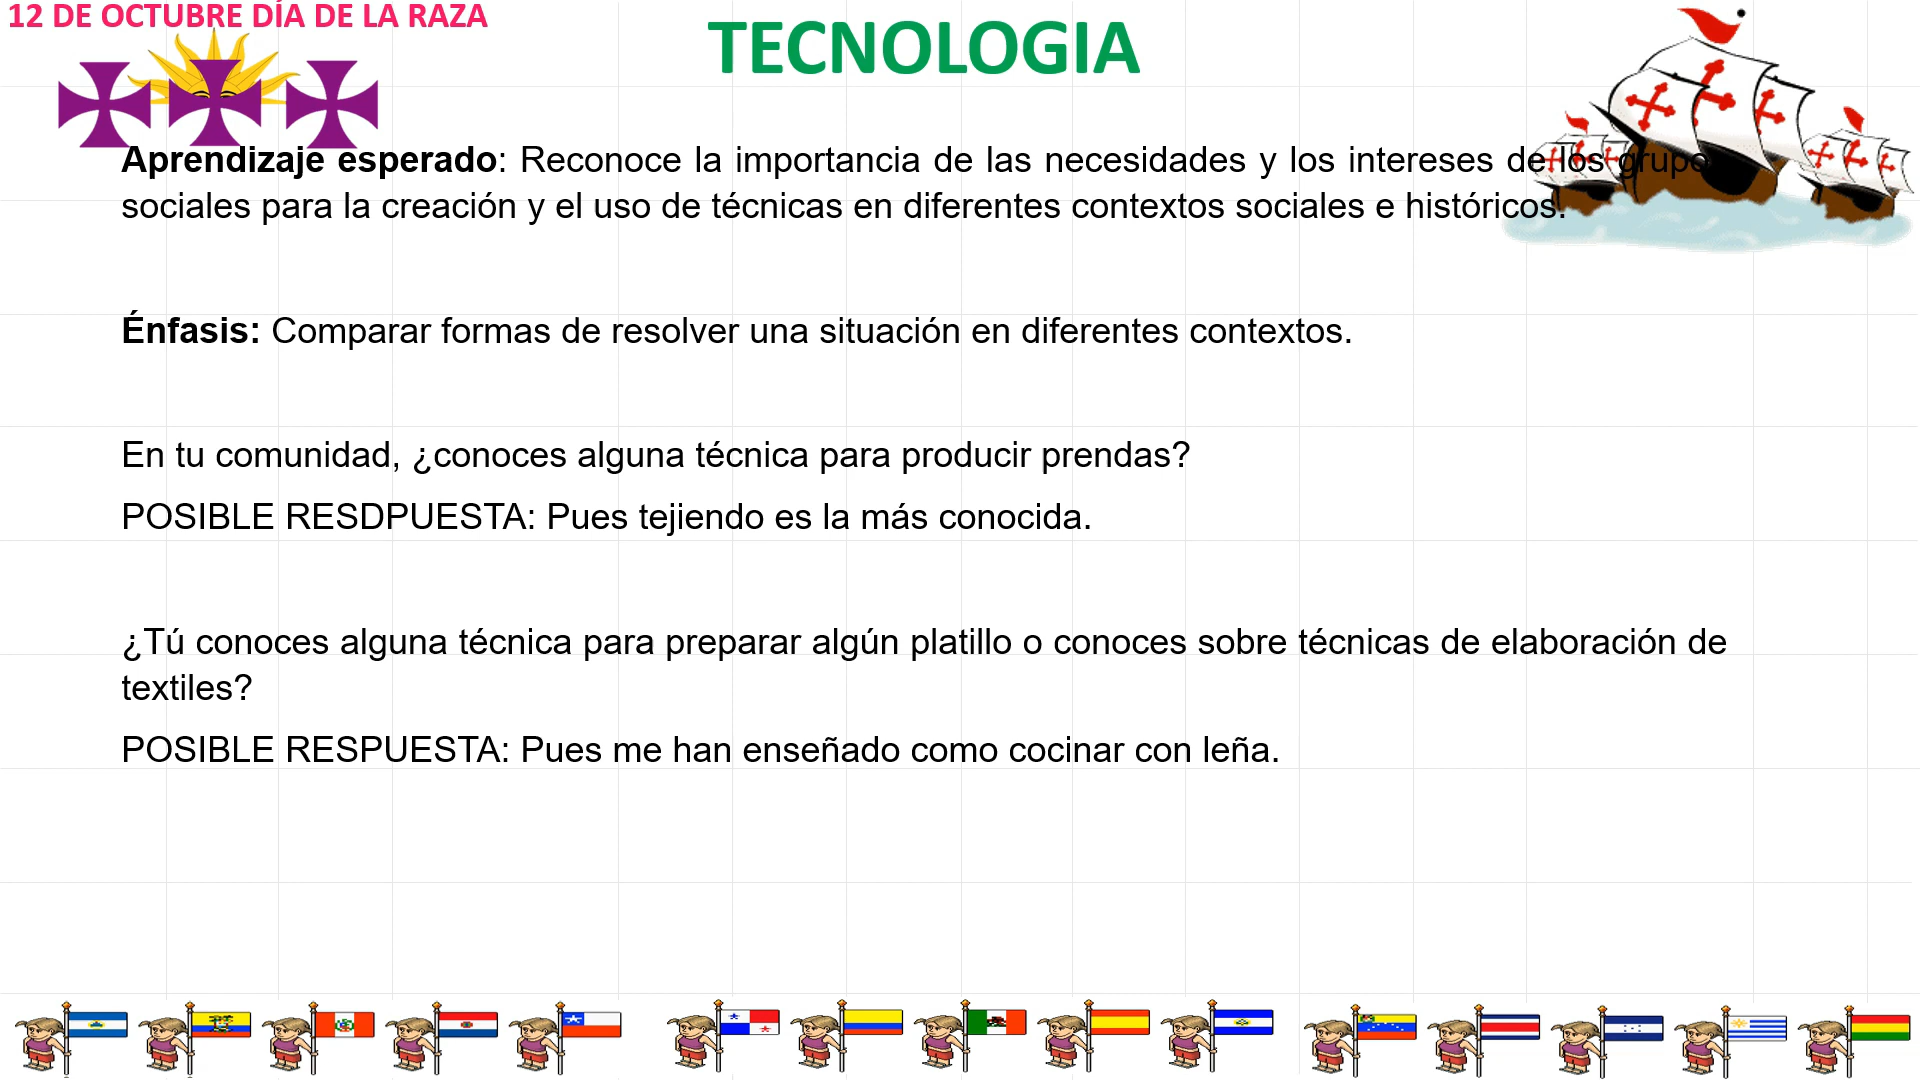 12 DE OCTUBRE DÍA DE LA RAZA
TECNOLOGIA
Aprendizaje esperado: Reconoce la importancia de las necesidades y los intereses de los grupos
sociales para la creación y el uso de técnicas en diferentes contextos sociales e históricos.
Énfasis: Comparar formas de resolver una situación en diferentes contextos.
En tu comunidad, ¿conoces alguna técnica para producir prendas?
POSIBLE RESDPUESTA: Pues tejiendo es la más conocida.
¿Tú conoces alguna técnica para preparar algún platillo o conoces sobre técnicas de elaboración de
textiles?
POSIBLE RESPUESTA: Pues me han enseñado como cocinar con leña.